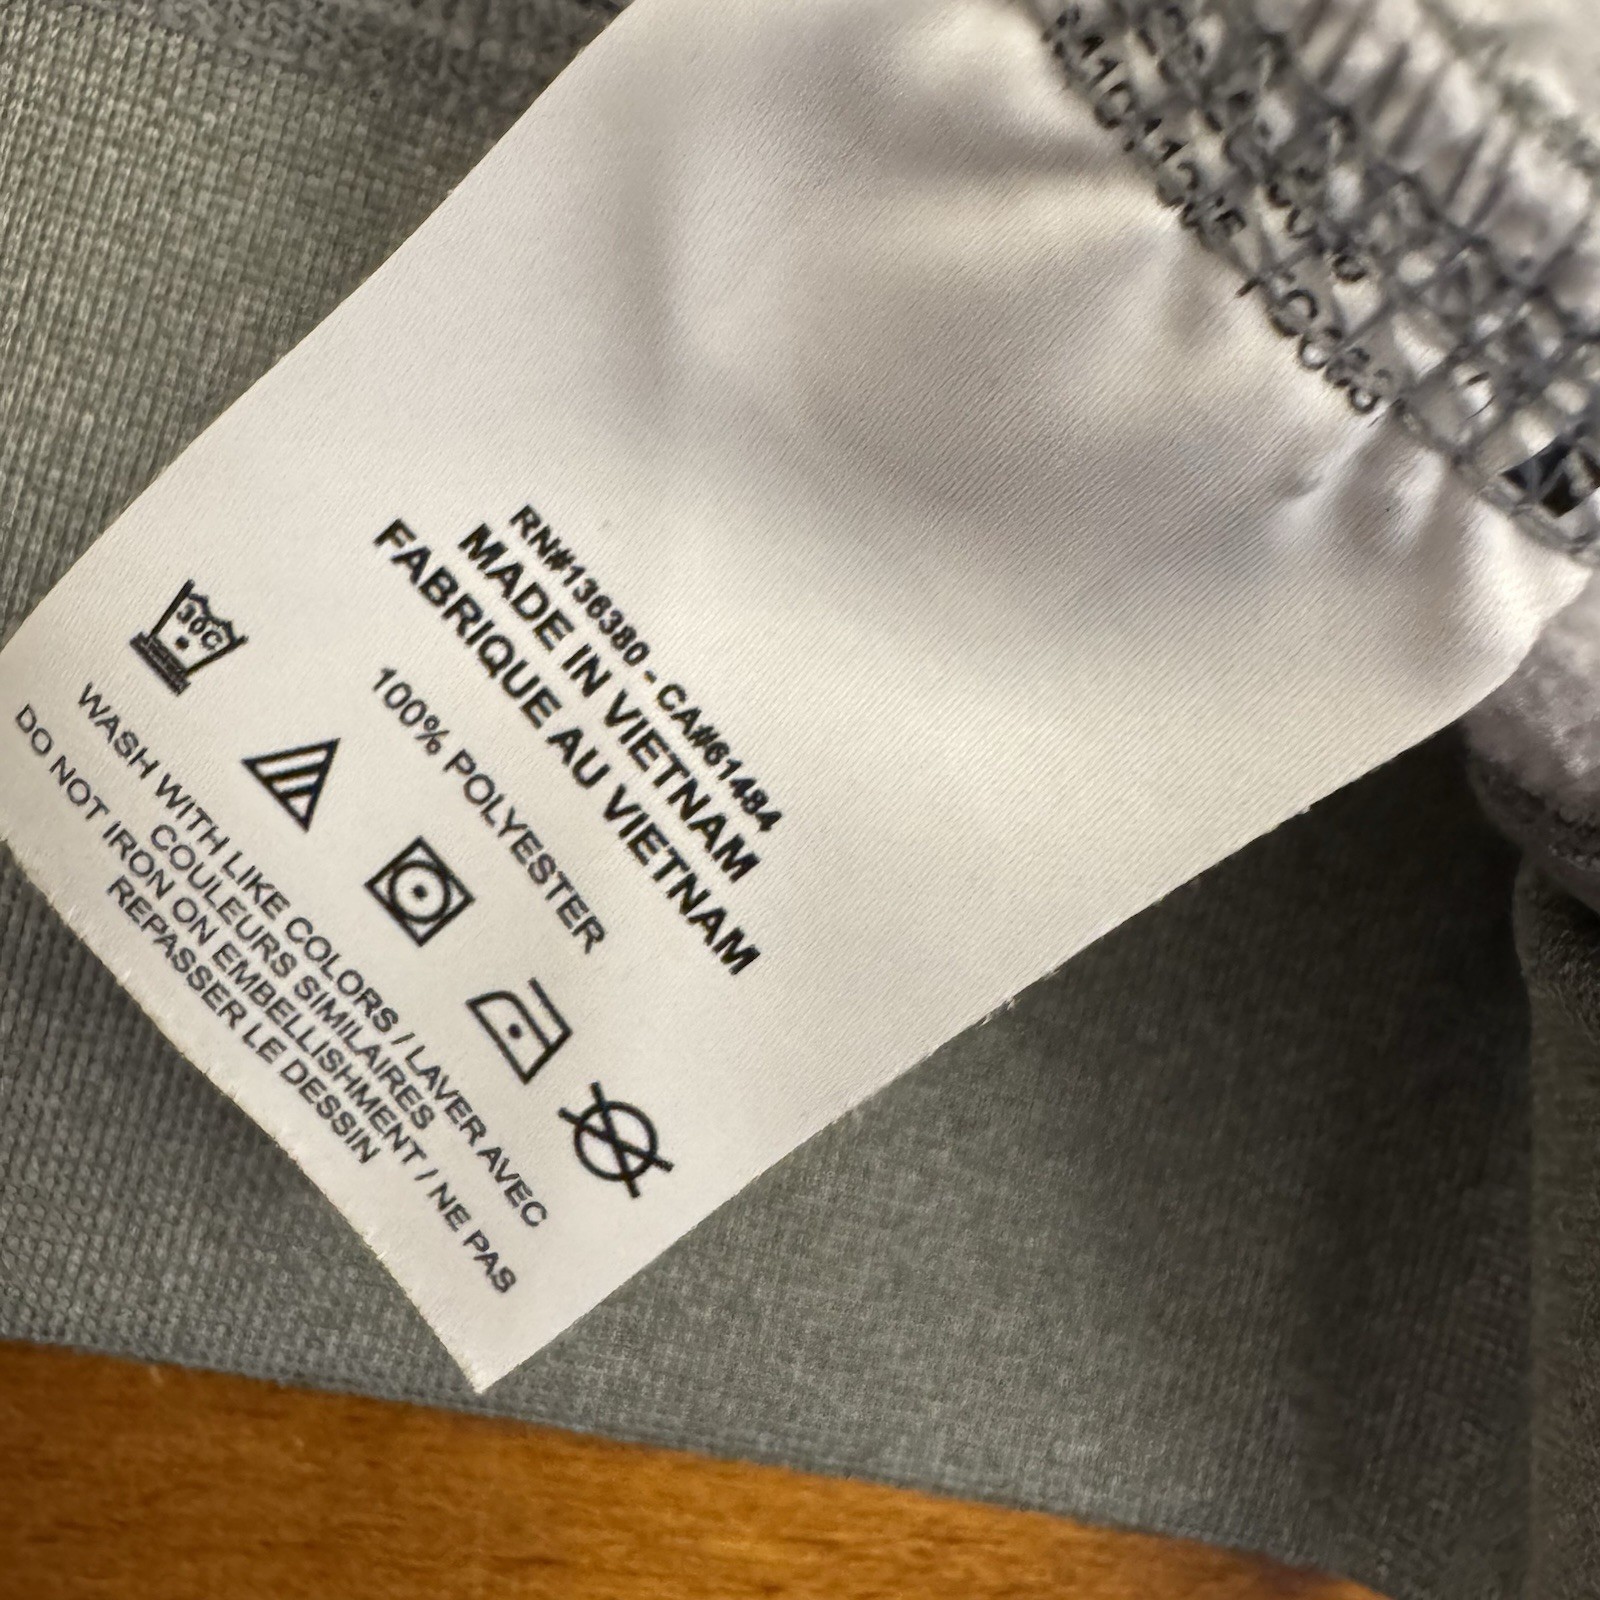 RN#136380 - CA#61484
MADE IN VIETNAM
FABRIQUE AU VIETNAM
100% POLYESTER
30C
WASH WITH LIKE COLORS / LAVER AVEC
COULEURS SIMILAIRES
DO NOT IRON ON EMBELLISHMENT / NE PAS
REPASSER LE DESSIN